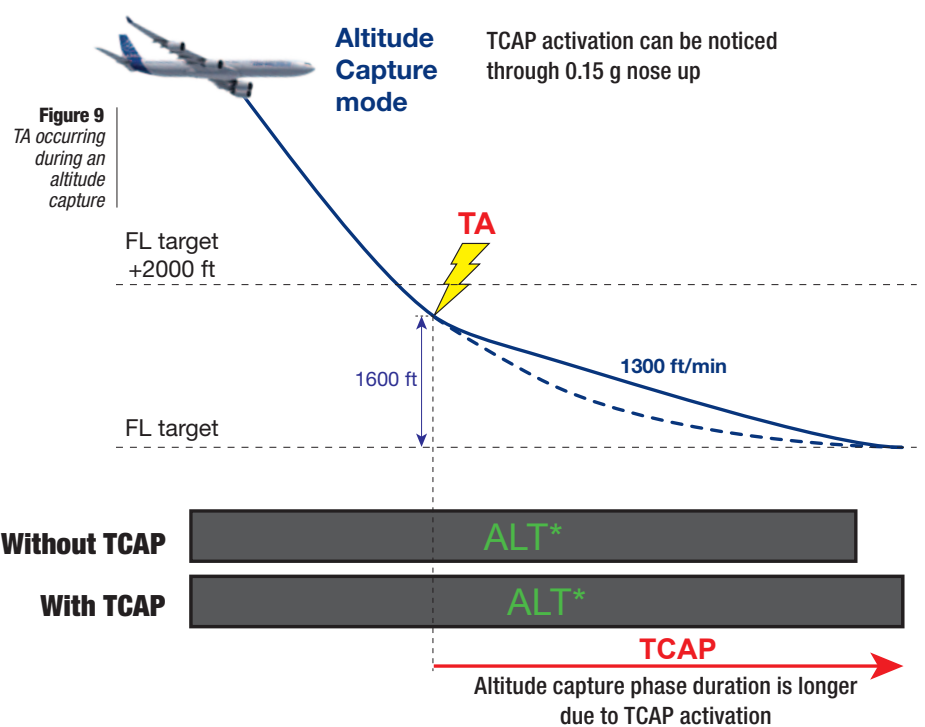 Altitude
Capture
mode
TCAP activation can be noticed
through 0.15 g nose up
Figure 9
TA occurring
during an
altitude
capture
TA
FL target
+2000 ft
1600 ft
1300 ft/min
FL target
Without TCAP
ALT*
With TCAP
ALT*
TCAP
Altitude capture phase duration is longer
due to TCAP activation